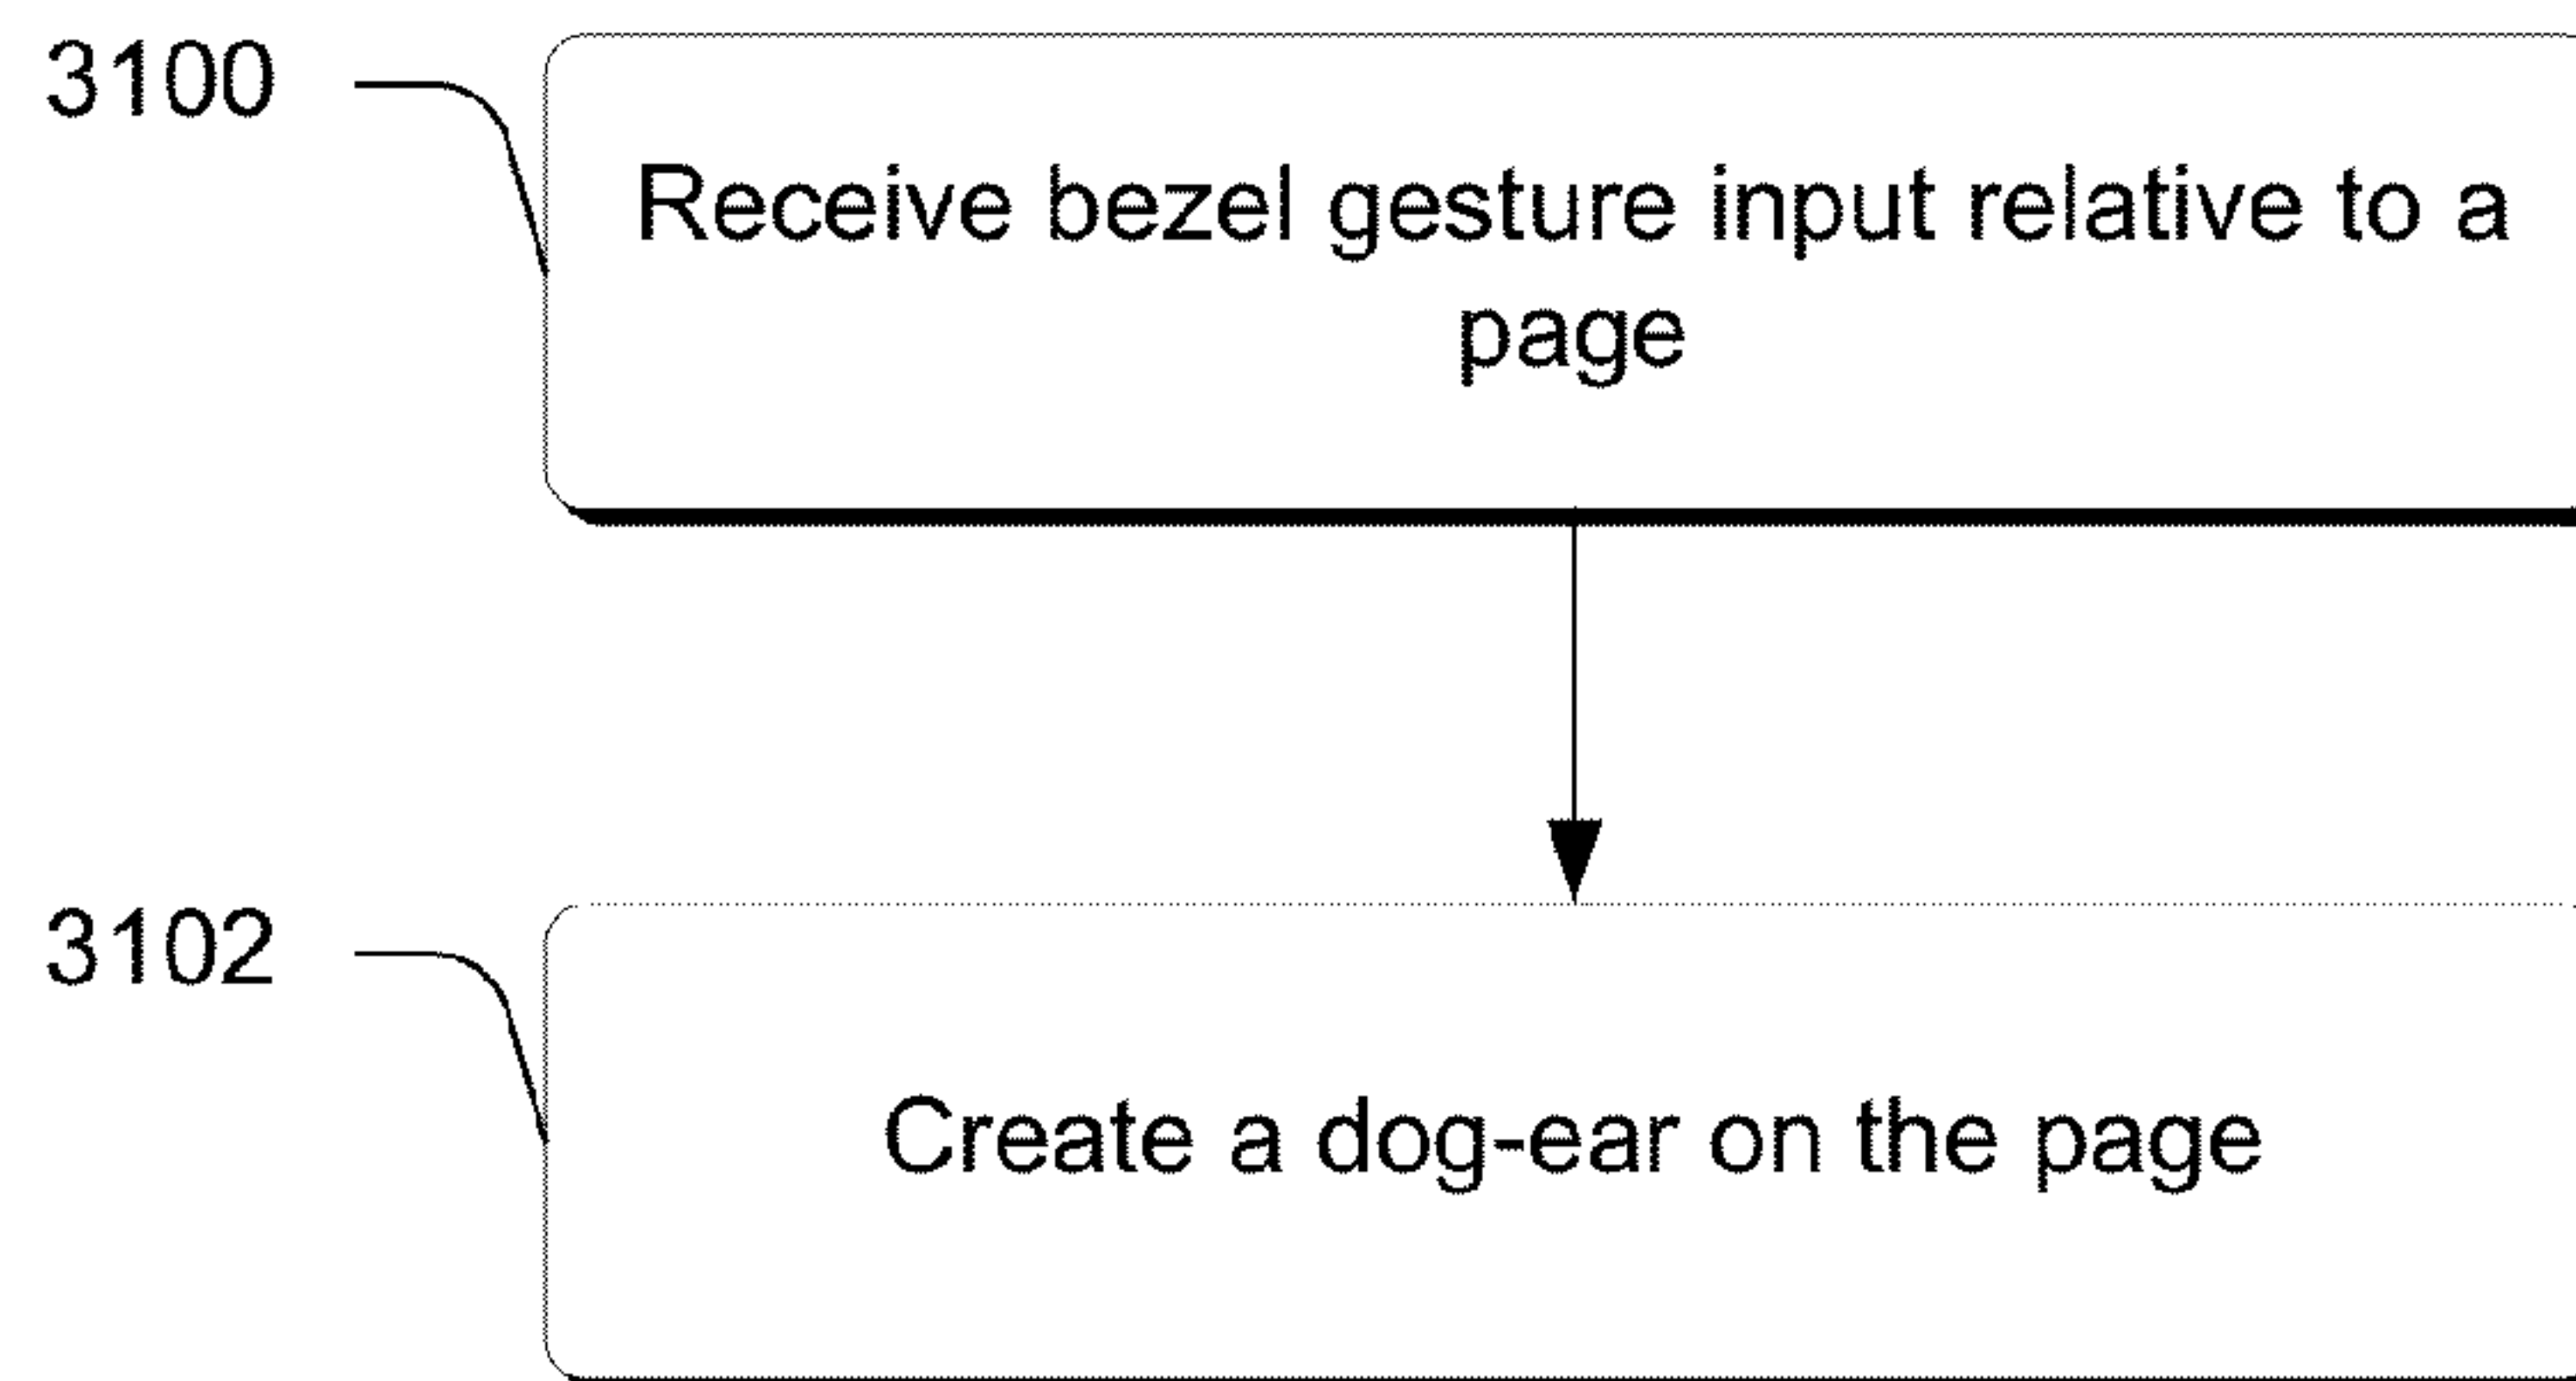 3100
Receive bezel gesture input relative to a
page
3102
Create a dog-ear on the page